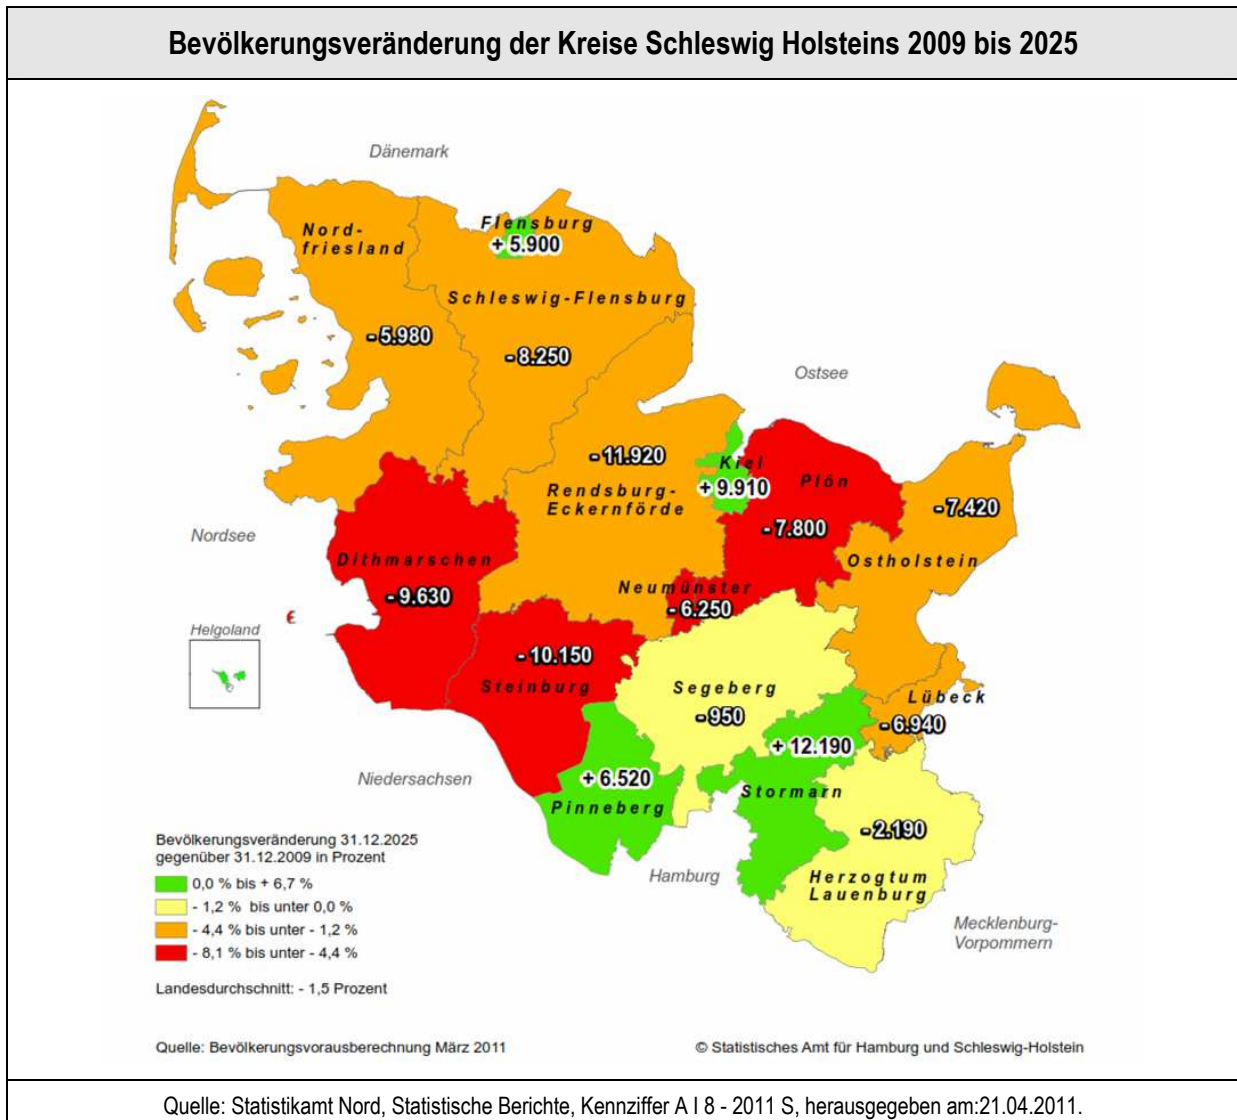 Bevölkerungsveränderung der Kreise Schleswig Holsteins 2009 bis 2025
Dänemark
Nord-
friesland
- 5.980
Flensburg
+ 5.900
Schleswig-Flensburg
- 8.250
Ostsee
- 11.920
Rendsburg-
Eckernförde
Kiel
+ 9.910
Plön
- 7.800
- 7.420
Ostholstein
Nordsee
Dithmarschen
- 9.630
Neumünster
- 6.250
Helgoland
- 10.150
Steinburg
Segeberg
- 950
Lübeck
- 6.940
+ 12.190
Stormarn
Niedersachsen
+ 6.520
Pinneberg
- 2.190
Herzogtum
Lauenburg
Hamburg
Mecklenburg-
Vorpommern
Bevölkerungsveränderung 31.12.2025
gegenüber 31.12.2009 in Prozent
0,0 % bis + 6,7 %
- 1,2 % bis unter 0,0 %
- 4,4 % bis unter - 1,2 %
- 8,1 % bis unter - 4,4 %
Landesdurchschnitt: - 1,5 Prozent
Quelle: Bevölkerungsvorausberechnung März 2011
© Statistisches Amt für Hamburg und Schleswig-Holstein
Quelle: Statistikamt Nord, Statistische Berichte, Kennziffer A I 8 - 2011 S, herausgegeben am:21.04.2011.